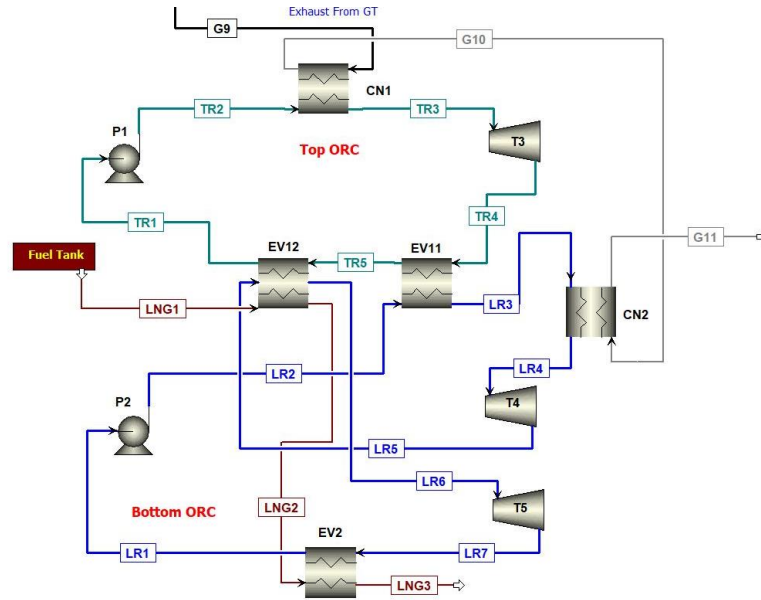 Exhaust From GT
G9
G10
CN1
TR2
TR3
P1
T3
Top ORC
TR4
TR1
EV12
EV11
G11
Fuel Tank
TR5
LR3
LNG1
CN2
LR2
LR4
P2
T4
LR5
LR6
LNG2
T5
Bottom ORC
EV2
LR1
LR7
LNG3